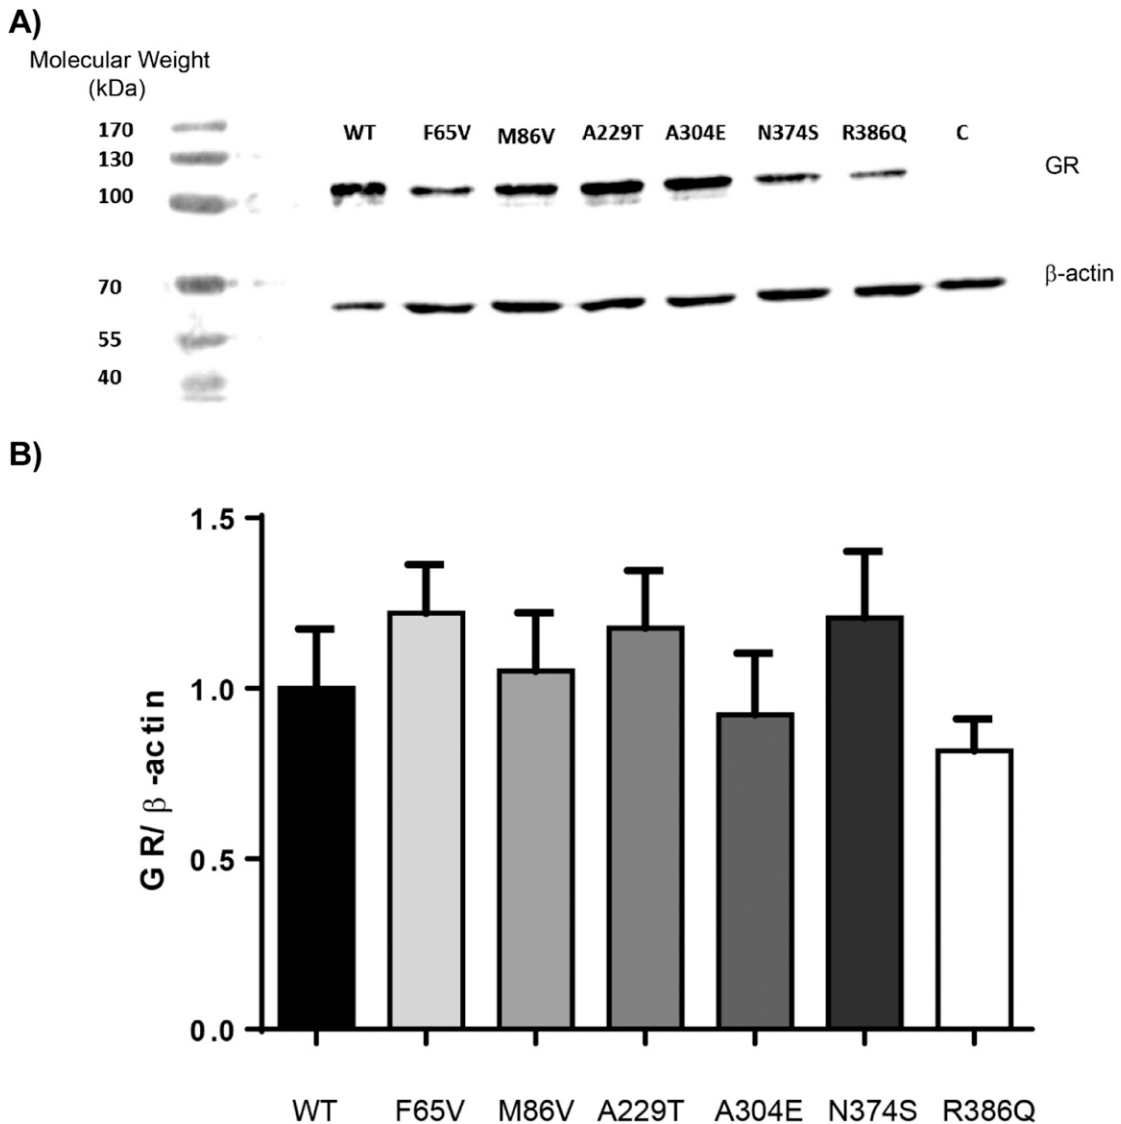 A)
Molecular Weight
(kDa)
170
130
100
70
55
40
WT F65V M86V A229T A304E N374S R386Q C
GR
β-actin
B)
GR/ β -actin
1.5
1.0
0.5
0.0
WT F65V M86V A229T A304E N374S R386Q